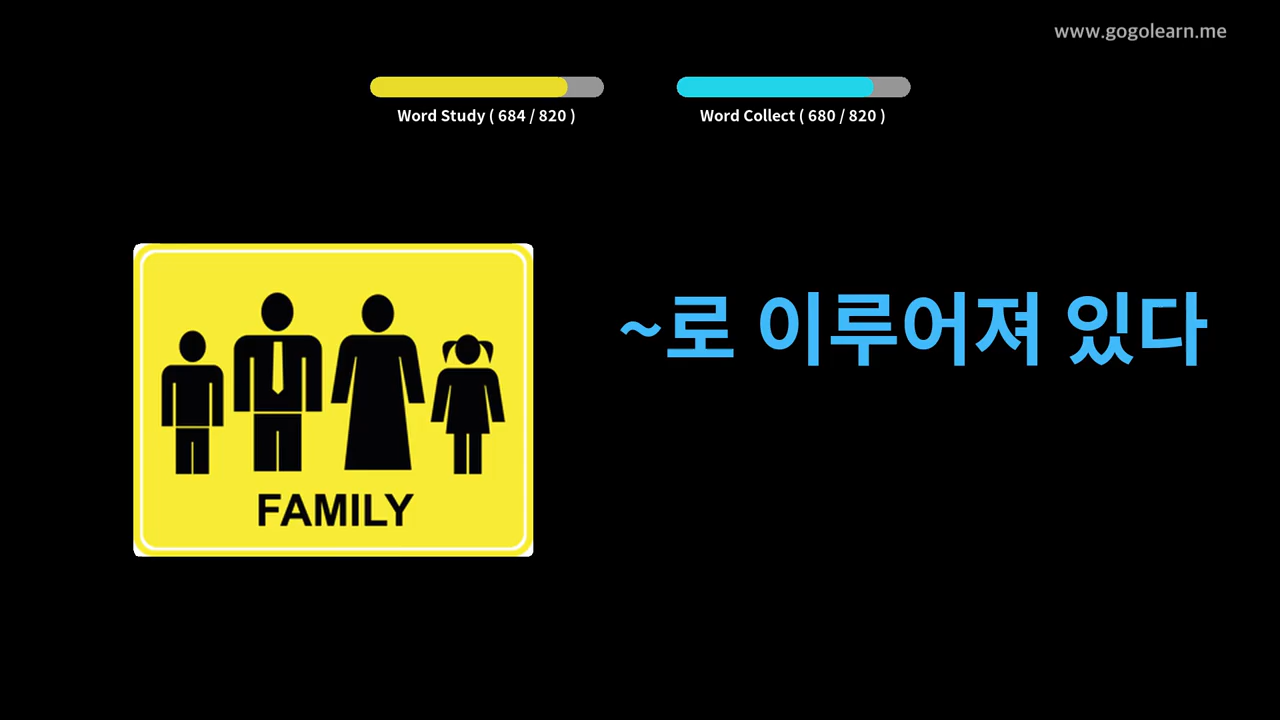 www.gogolearn.me
Word Study ( 684 / 820 )
Word Collect ( 680 / 820 )
~로 이루어져 있다
FAMILY